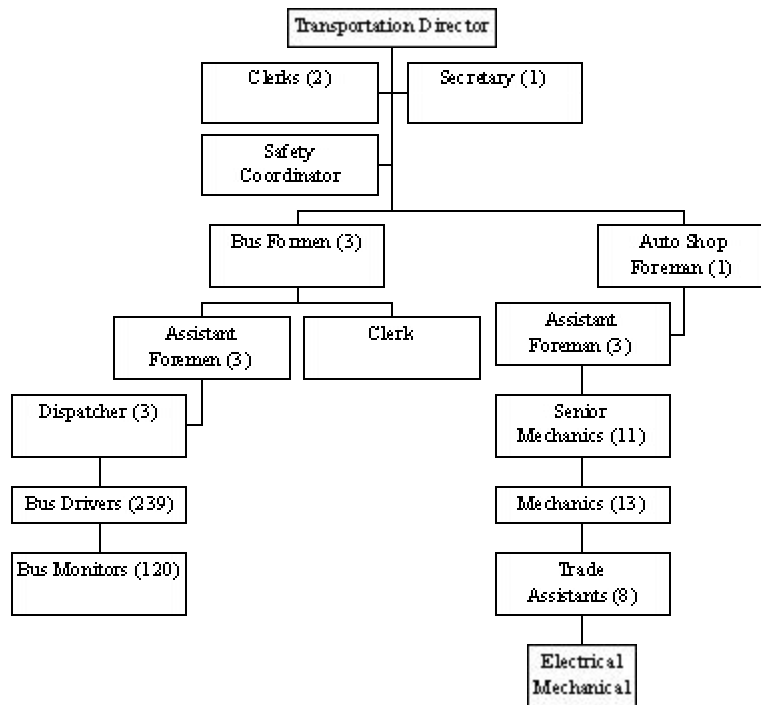 Transportation Director
Clerks (2)
Secretary (1)
Safety
Coordinator
Bus Formen (3)
Auto Shop
Foreman (1)
Assistant
Foremen (3)
Clerk
Assistant
Foreman (3)
Dispatcher (3)
Senior
Mechanics (11)
Bus Drivers (239)
Mechanics (13)
Bus Monitors (120)
Trade
Assistants (8)
Electrical
Mechanical